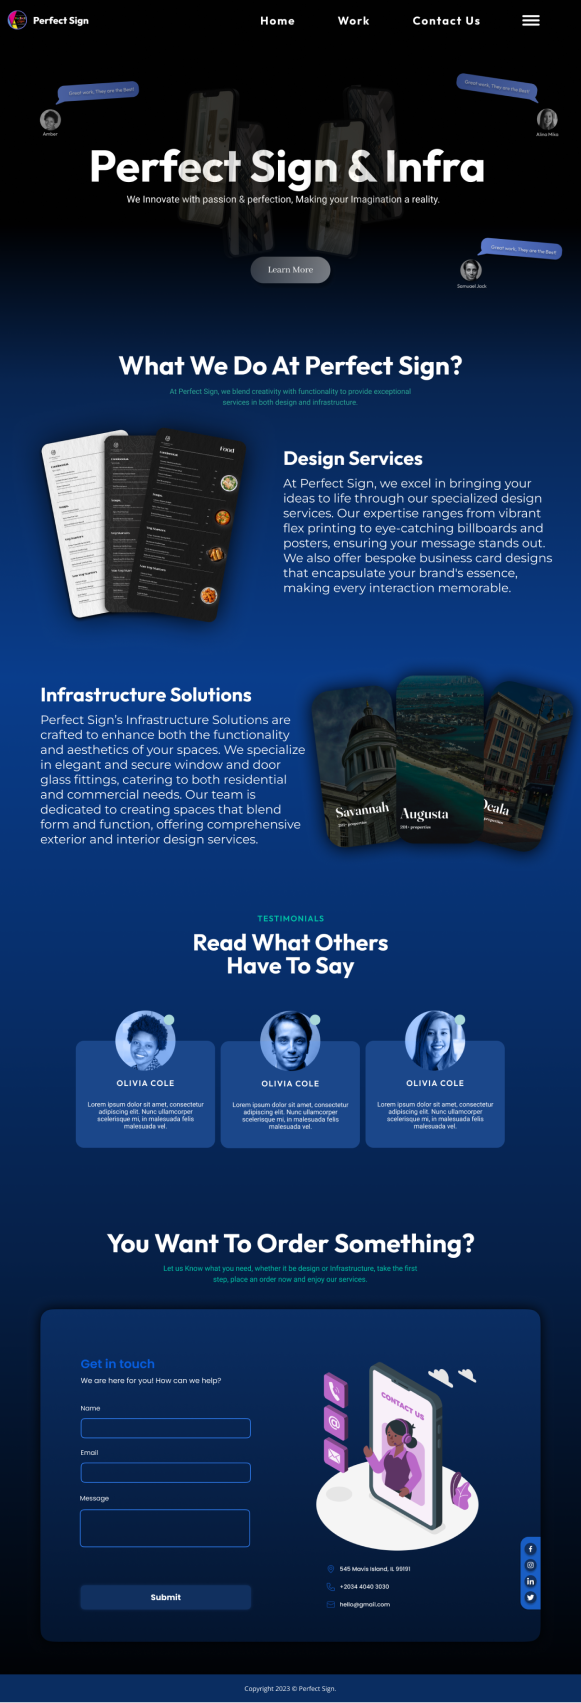 Perfect Sign
Home
Work
Contact Us
Great work, They are the Best!
Great work, They are the Best!
Amber
Alina Mika
Perfect Sign & Infra
We Innovate with passion & perfection, Making your Imagination a reality.
Great work, They are the Best!
Learn More
Samuael Jack
What We Do At Perfect Sign?
At Perfect Sign, we blend creativity with functionality to provide exceptional
services in both design and infrastructure.
Food
Design Services
At Perfect Sign, we excel in bringing your
ideas to life through our specialized design
services. Our expertise ranges from vibrant
flex printing to eye-catching billboards and
posters, ensuring your message stands out.
We also offer bespoke business card designs
that encapsulate your brand's essence,
making every interaction memorable.
Infrastructure Solutions
Perfect Sign's Infrastructure Solutions are
crafted to enhance both the functionality
and aesthetics of your spaces. We specialize
in elegant and secure window and door
glass fittings, catering to both residential
and commercial needs. Our team is
dedicated to creating spaces that blend
form and function, offering comprehensive
exterior and interior design services.
Savannah
Augusta
Ocala
TESTIMONIALS
Read What Others
Have To Say
OLIVIA COLE
Lorem ipsum dolor sit amet, consectetur
adipiscing elit. Nunc ullamcorper
scelerisque mi, in malesuada felis
malesuada vel.
OLIVIA COLE
Lorem ipsum dolor sit amet, consectetur
adipiscing elit. Nunc ullamcorper
scelerisque mi, in malesuada felis
malesuada vel.
OLIVIA COLE
Lorem ipsum dolor sit amet, consectetur
adipiscing elit. Nunc ullamcorper
scelerisque mi, in malesuada felis
malesuada vel.
You Want To Order Something?
Let us Know what you need, whether it be design or Infrastructure, take the first
step, place an order now and enjoy our services.
Get in touch
We are here for you! How can we help?
Name
Email
Message
Submit
CONTACT US
545 Mavis Island, IL 99191
+2034 4040 3030
hello@gmail.com
Copyright 2023 © Perfect Sign.